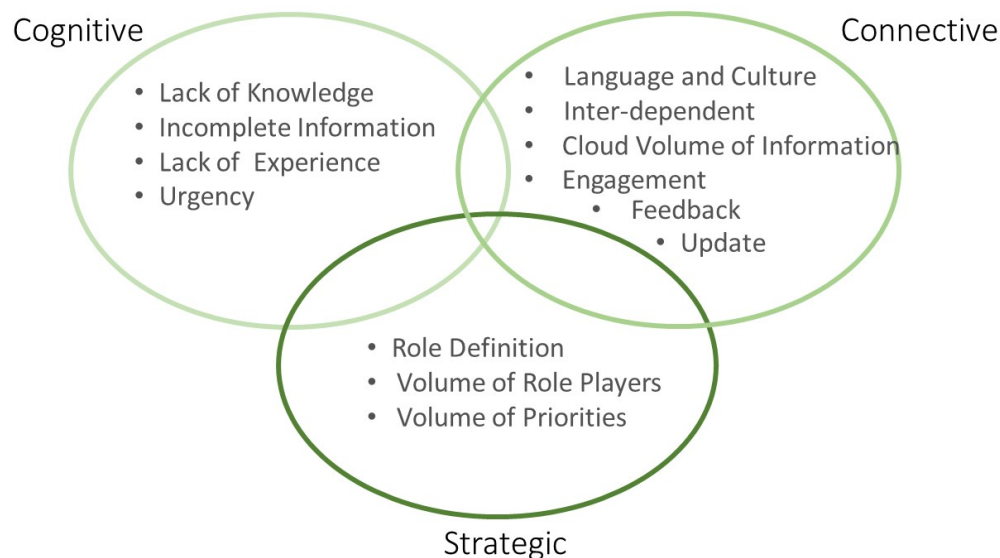 Cognitive
Connective
• Lack of Knowledge
• Incomplete Information
• Lack of Experience
• Urgency
• Language and Culture
• Inter-dependent
• Cloud Volume of Information
• Engagement
• Feedback
• Update
• Role Definition
• Volume of Role Players
• Volume of Priorities
Strategic